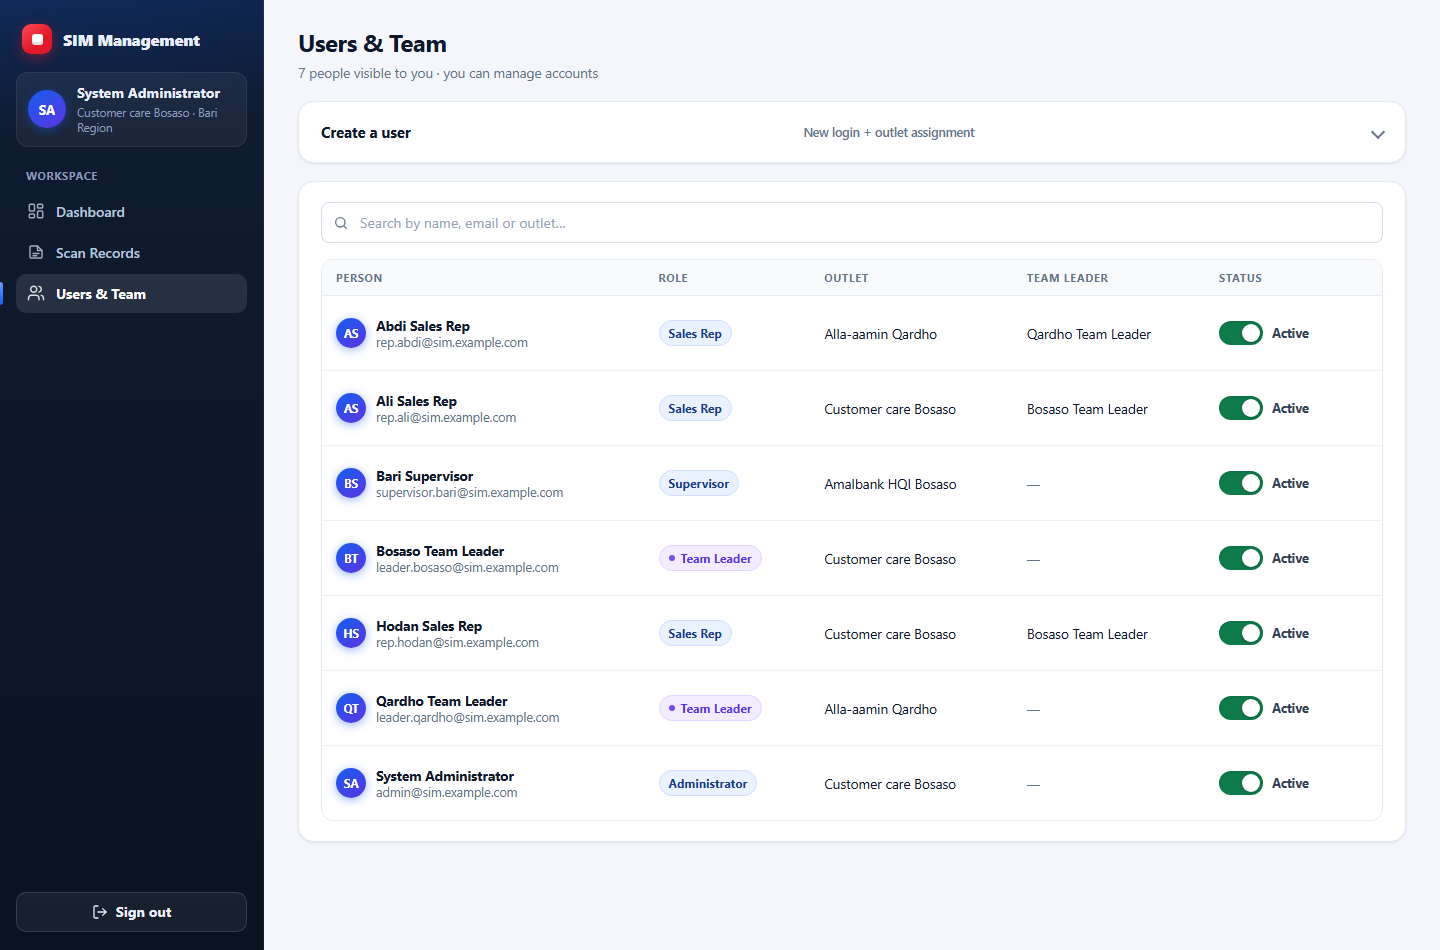 SIM Management
SA
System Administrator
Customer care Bosaso · Bari
Region
WORKSPACE
Dashboard
Scan Records
Users & Team
Sign out
Users & Team
7 people visible to you · you can manage accounts
Create a user
New login + outlet assignment
Search by name, email or outlet...
PERSON ROLE OUTLET TEAM LEADER STATUS
AS Abdi Sales Rep Sales Rep Alla-aamin Qardho Qardho Team Leader Active
rep.abdi@sim.example.com
AS Ali Sales Rep Sales Rep Customer care Bosaso Bosaso Team Leader Active
rep.ali@sim.example.com
BS Bari Supervisor Supervisor Amalbank HQI Bosaso — Active
supervisor.bari@sim.example.com
BT Bosaso Team Leader Team Leader Customer care Bosaso — Active
leader.bosaso@sim.example.com
HS Hodan Sales Rep Sales Rep Customer care Bosaso Bosaso Team Leader Active
rep.hodan@sim.example.com
QT Qardho Team Leader Team Leader Alla-aamin Qardho — Active
leader.qardho@sim.example.com
SA System Administrator Administrator Customer care Bosaso — Active
admin@sim.example.com